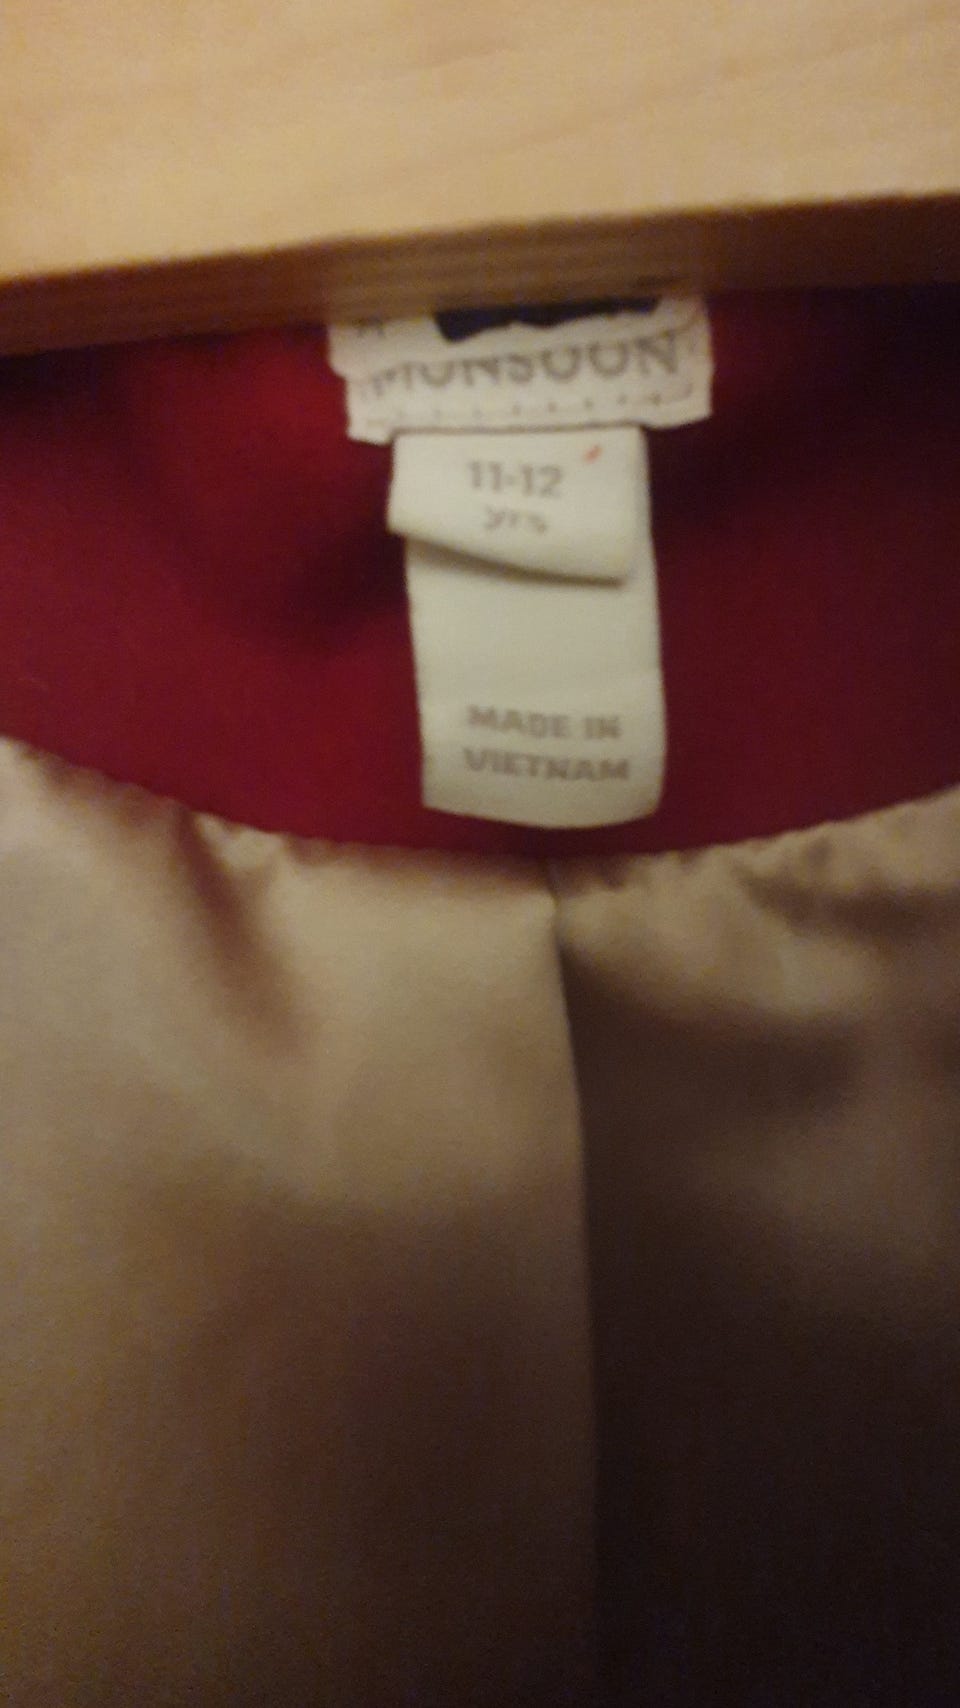 MONSOON
11-12
yrs
MADE IN
VIETNAM